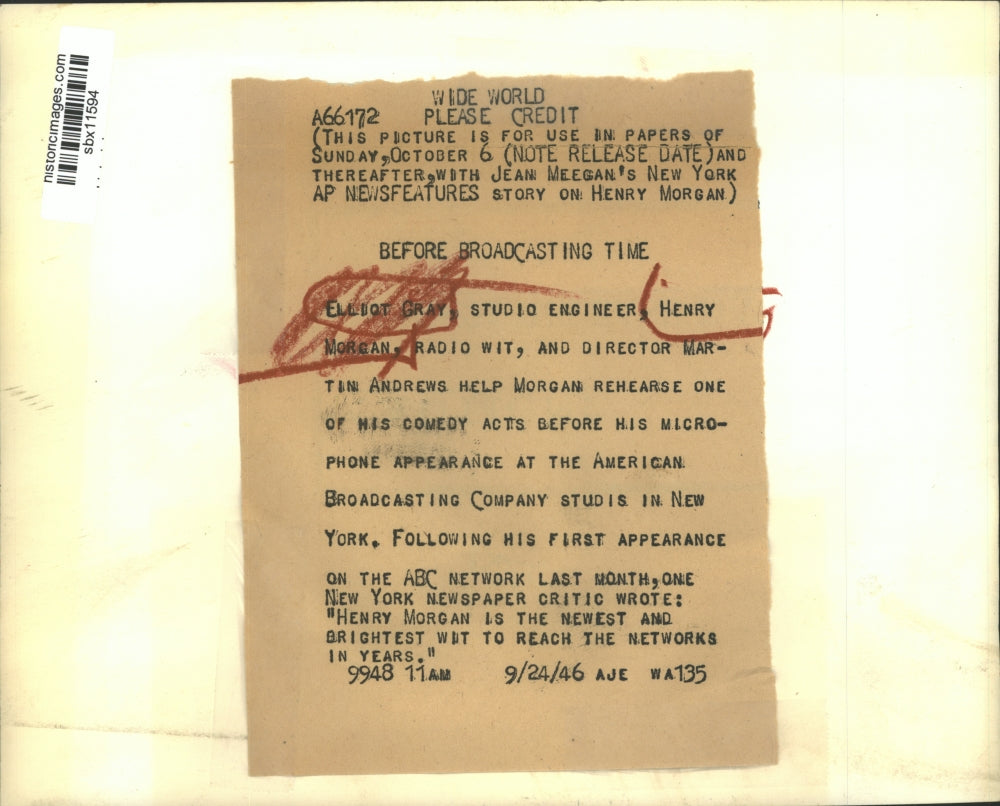 historicimages.com
sbx11594
WIDE WORLD
A66172 PLEASE CREDIT
(THIS PICTURE IS FOR USE IN PAPERS OF
SUNDAY,OCTOBER 6 (NOTE RELEASE DATE)AND
THEREAFTER,WITH JEAN MEEGAN'S NEW YORK
AP NEWSFEATURES STORY ON HENRY MORGAN)
BEFORE BROADCASTING TIME
ELLIOT GRAY, STUDIO ENGINEER, HENRY
MORGAN, RADIO WIT, AND DIRECTOR MAR-
TIN ANDREWS HELP MORGAN REHEARSE ONE
OF HIS COMEDY ACTS BEFORE HIS MICRO-
PHONE APPEARANCE AT THE AMERICAN
BROADCASTING COMPANY STUDIS IN NEW
YORK. FOLLOWING HIS FIRST APPEARANCE
ON THE ABC NETWORK LAST MONTH,ONE
NEW YORK NEWSPAPER CRITIC WROTE:
"HENRY MORGAN IS THE NEWEST AND
BRIGHTEST WIT TO REACH THE NETWORKS
IN YEARS."
9948 11AM 9/24/46 AJE WA135